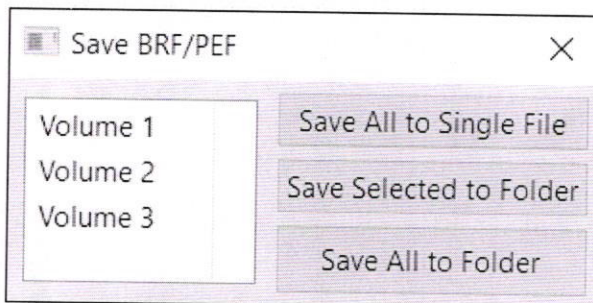 Save BRF/PEF
Volume 1
Volume 2
Volume 3
Save All to Single File
Save Selected to Folder
Save All to Folder